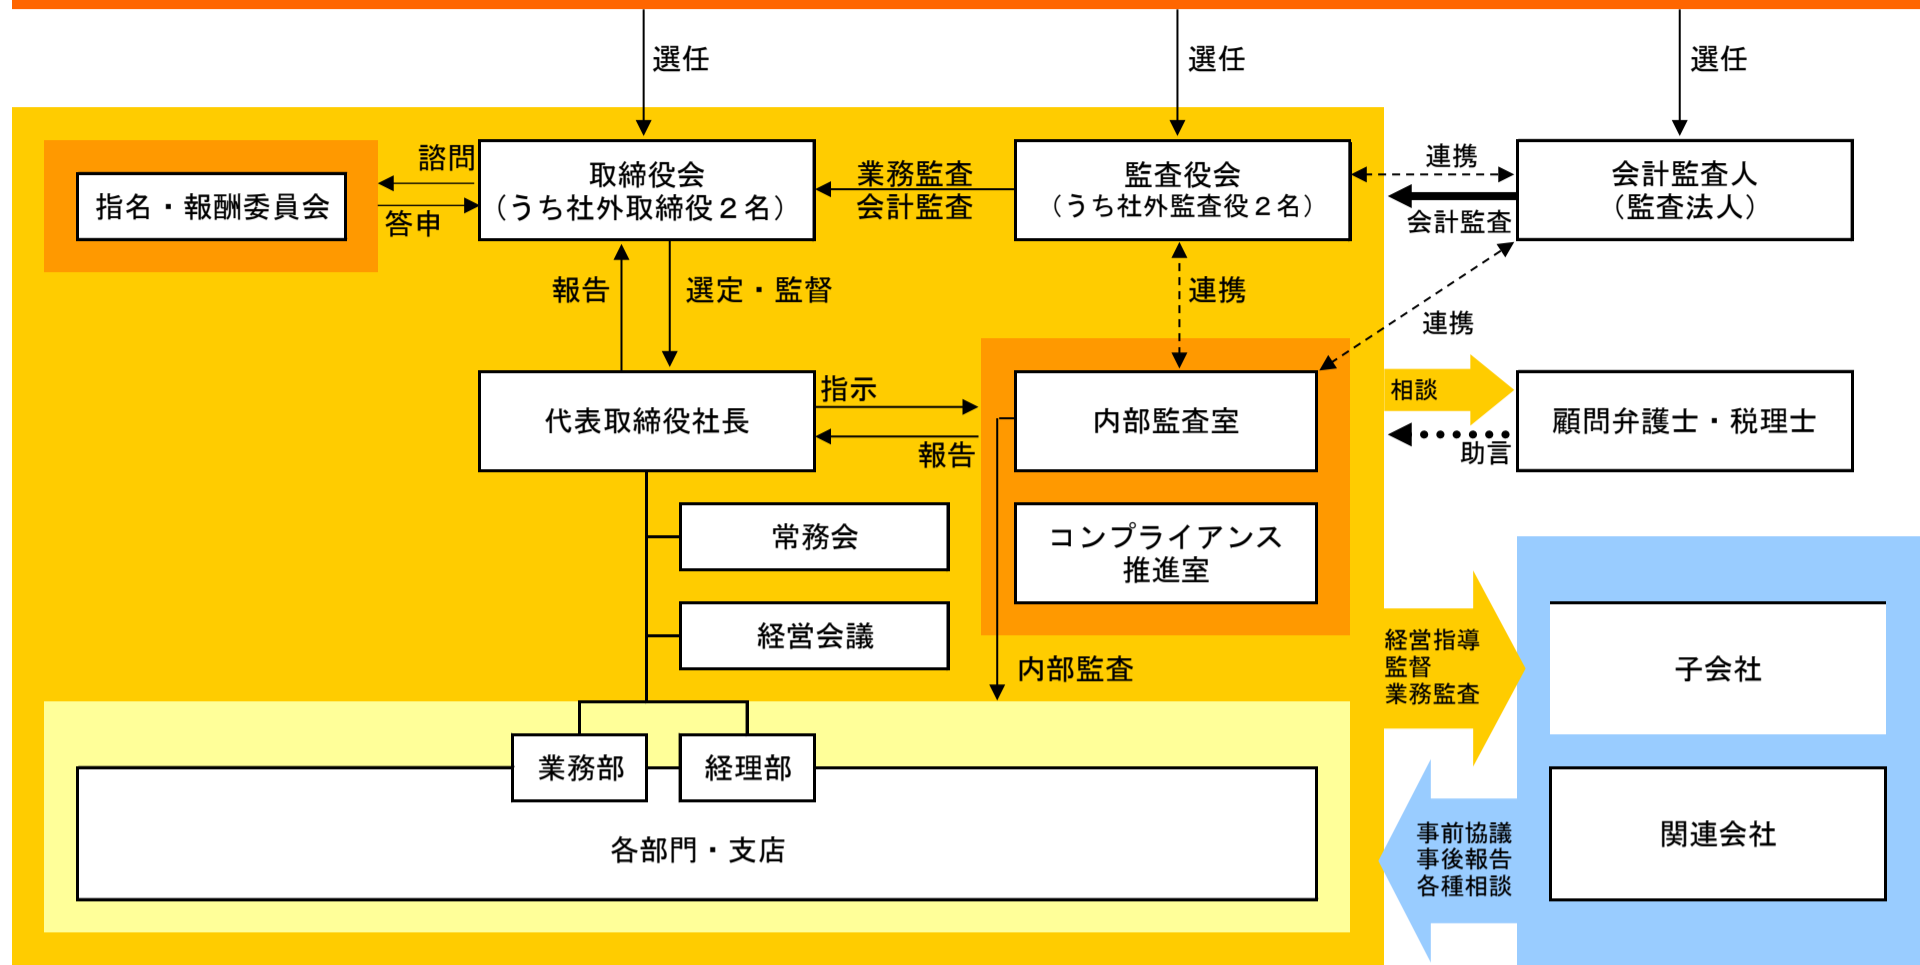 選任
選任
選任
諮問
答申
指名・報酬委員会
取締役会
（うち社外取締役２名）
業務監査
会計監査
監査役会
（うち社外監査役２名）
連携
会計監査
会計監査人
（監査法人）
報告
選定・監督
連携
連携
代表取締役社長
指示
報告
内部監査室
相談
助言
顧問弁護士・税理士
常務会
コンプライアンス
推進室
経営会議
内部監査
経営指導
監督
業務監査
子会社
業務部
経理部
各部門・支店
事前協議
事後報告
各種相談
関連会社